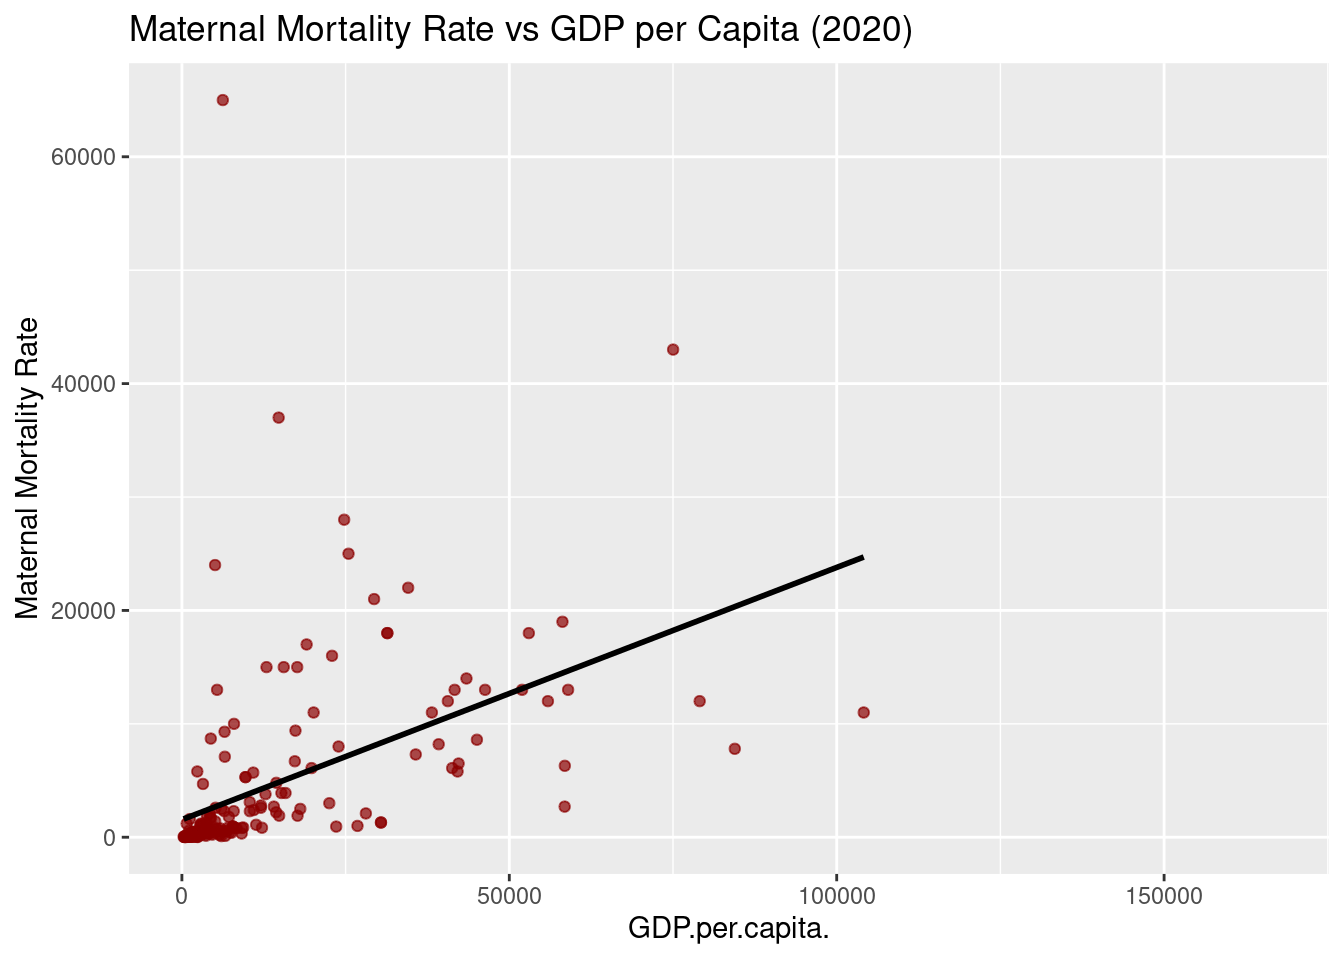 Maternal Mortality Rate vs GDP per Capita (2020)
Maternal Mortality Rate
60000
40000
20000
0
0 50000 100000 150000
GDP.per.capita.